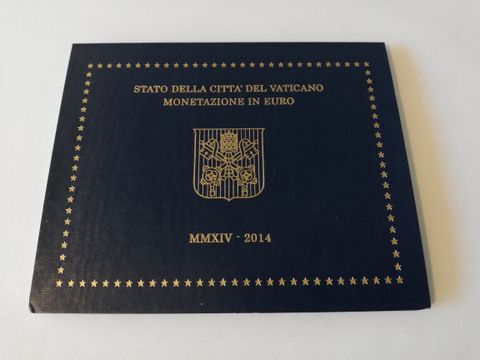 STATO DELLA CITTA' DEL VATICANO
MONETAZIONE IN EURO
MMXIV - 2014